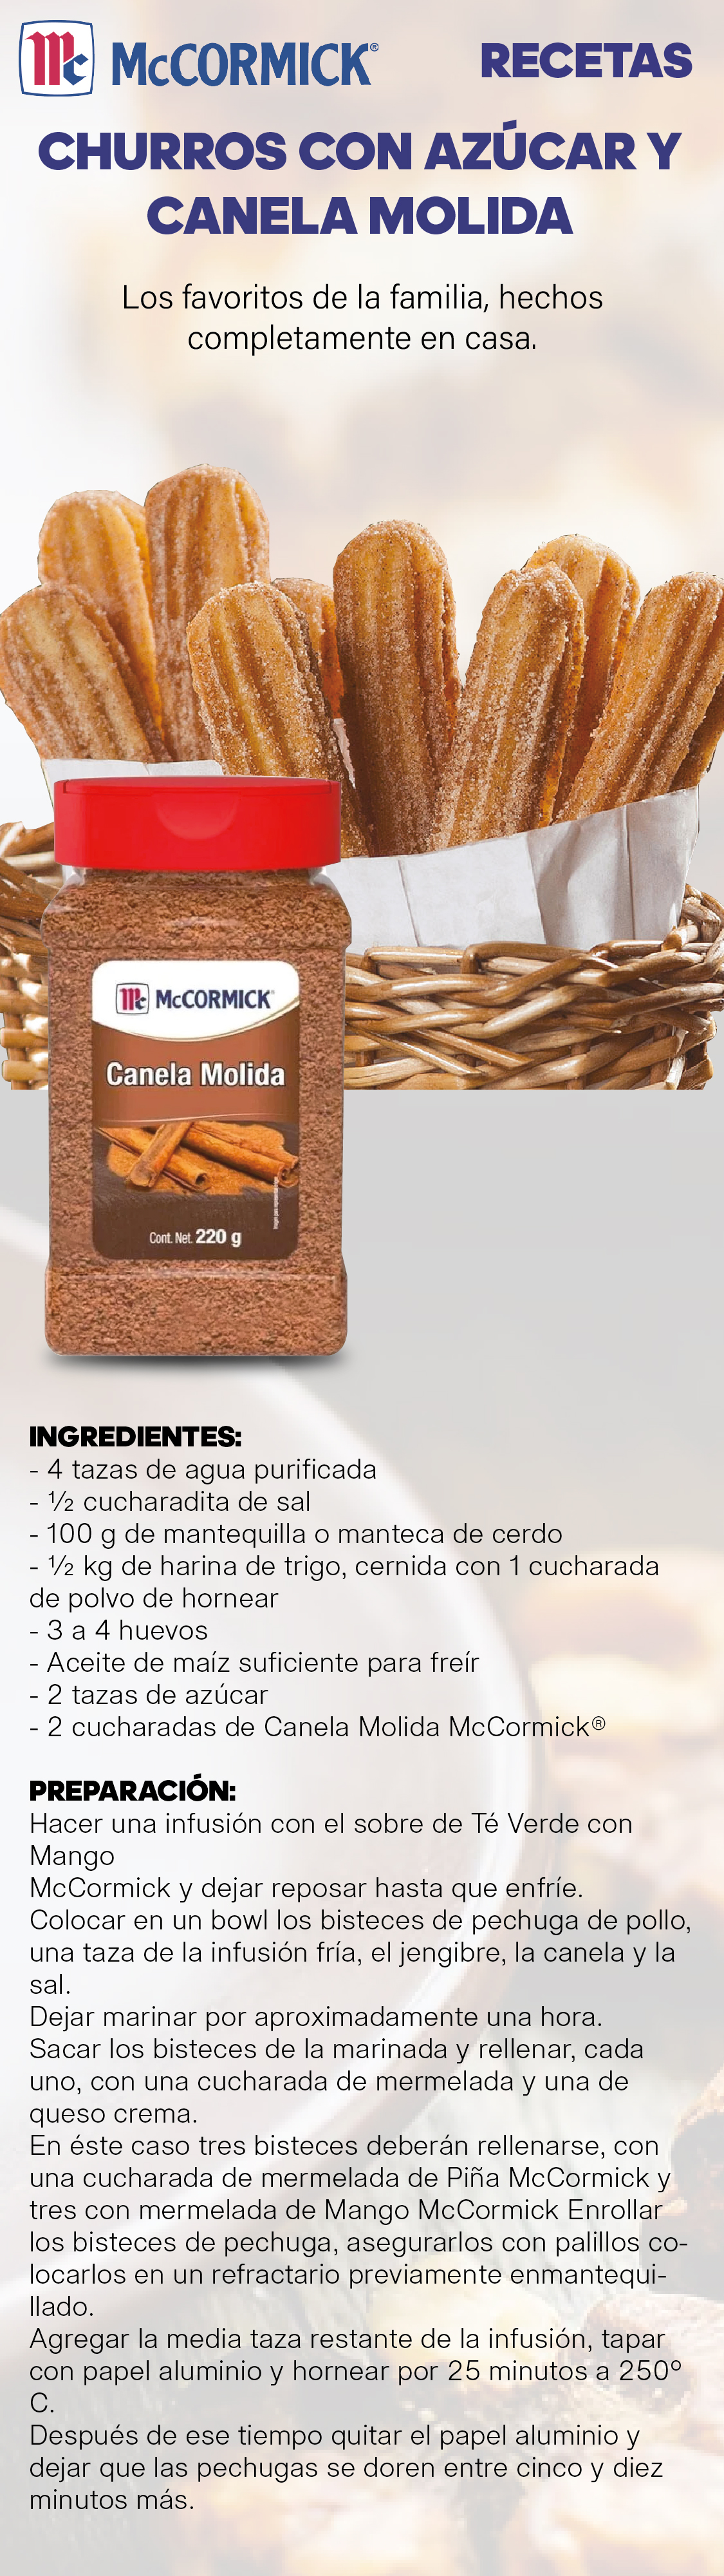 Mc McCORMICK® RECETAS
CHURROS CON AZÚCAR Y
CANELA MOLIDA
Los favoritos de la familia, hechos
completamente en casa.
Mc McCORMICK®
Canela Molida
Cont. Net. 220 g
INGREDIENTES:
- 4 tazas de agua purificada
- ½ cucharadita de sal
- 100 g de mantequilla o manteca de cerdo
- ½ kg de harina de trigo, cernida con 1 cucharada
de polvo de hornear
- 3 a 4 huevos
- Aceite de maíz suficiente para freír
- 2 tazas de azúcar
- 2 cucharadas de Canela Molida McCormick®
PREPARACIÓN:
Hacer una infusión con el sobre de Té Verde con
Mango
McCormick y dejar reposar hasta que enfríe.
Colocar en un bowl los bisteces de pechuga de pollo,
una taza de la infusión fría, el jengibre, la canela y la
sal.
Dejar marinar por aproximadamente una hora.
Sacar los bisteces de la marinada y rellenar, cada
uno, con una cucharada de mermelada y una de
queso crema.
En éste caso tres bisteces deberán rellenarse, con
una cucharada de mermelada de Piña McCormick y
tres con mermelada de Mango McCormick Enrollar
los bisteces de pechuga, asegurarlos con palillos co-
locarlos en un refractario previamente enmantequi-
llado.
Agregar la media taza restante de la infusión, tapar
con papel aluminio y hornear por 25 minutos a 250º
C.
Después de ese tiempo quitar el papel aluminio y
dejar que las pechugas se doren entre cinco y diez
minutos más.